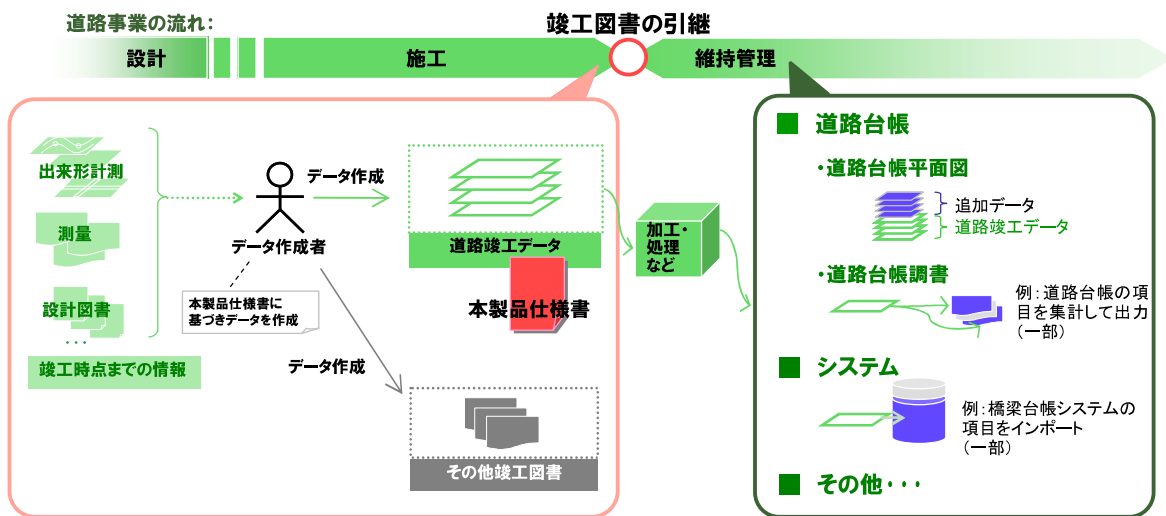 道路事業の流れ:
竣工図書の引継
設計
施工
維持管理
出来形計測
測量
設計図書
・・・
竣工時点までの情報
データ作成者
本製品仕様書に
基づきデータを作成
データ作成
道路竣工データ
本製品仕様書
データ作成
その他竣工図書
加工・
処理
など
道路台帳
・道路台帳平面図
追加データ
道路竣工データ
・道路台帳調書
例:道路台帳の項
目を集計して出力
(一部)
システム
例:橋梁台帳システムの
項目をインポート
(一部)
その他・・・